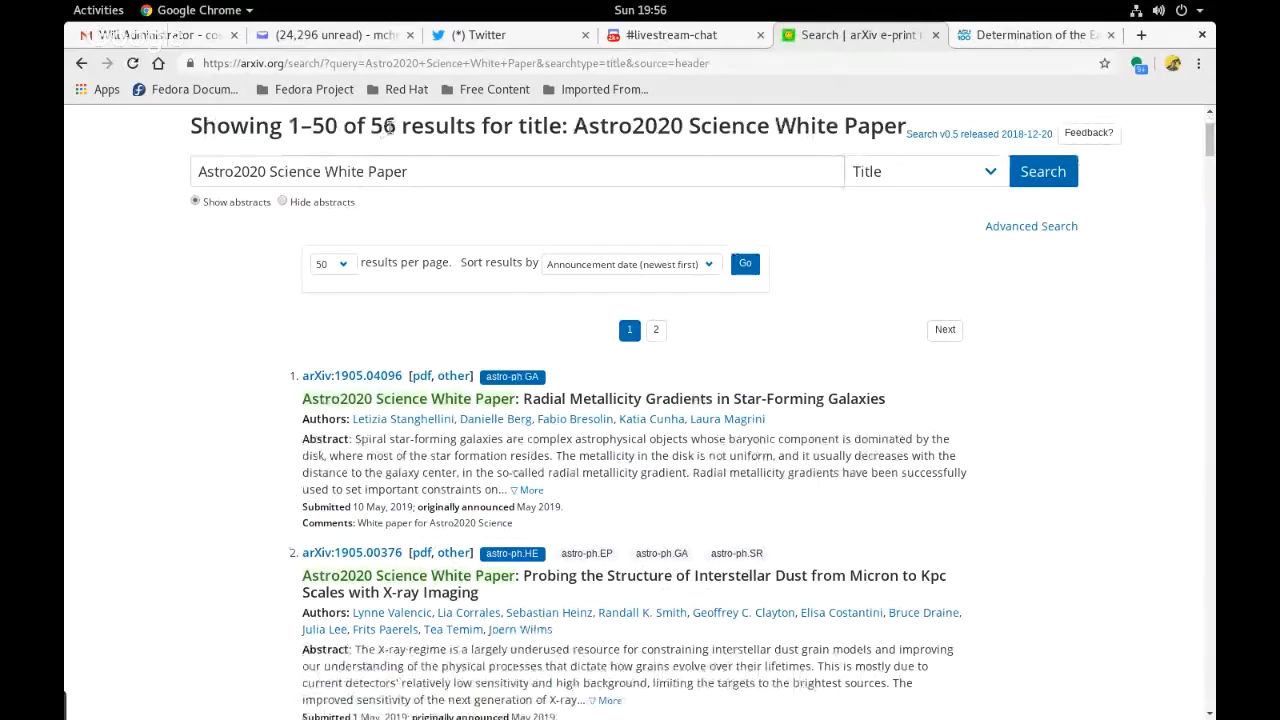 Activities Google Chrome Sun 19:56
(24,296 unread) - mch (*) Twitter #livestream-chat Search | arXiv e-print Determination of the E
https://arxiv.org/search/?query=Astro2020+Science+White+Paper&searchtype=title&source=header
Apps Fedora Docum... Fedora Project Red Hat Free Content Imported From...
Showing 1–50 of 56 results for title: Astro2020 Science White Paper
Search v0.5 released 2018-12-20 Feedback?
Astro2020 Science White Paper Title Search
Show abstracts Hide abstracts
Advanced Search
50 results per page. Sort results by Announcement date (newest first) Go
1 2 Next
1. arXiv:1905.04096 [pdf, other] astro-ph.GA
Astro2020 Science White Paper: Radial Metallicity Gradients in Star-Forming Galaxies
Authors: Letizia Stanghellini, Danielle Berg, Fabio Bresolin, Katia Cunha, Laura Magrini
Abstract: Spiral star-forming galaxies are complex astrophysical objects whose baryonic component is dominated by the
disk, where most of the star formation resides. The metallicity in the disk is not uniform, and it usually decreases with the
distance to the galaxy center, in the so-called radial metallicity gradient. Radial metallicity gradients have been successfully
used to set important constraints on... ▽ More
Submitted 10 May, 2019; originally announced May 2019.
Comments: White paper for Astro2020 Science
2. arXiv:1905.00376 [pdf, other] astro-ph.HE astro-ph.EP astro-ph.GA astro-ph.SR
Astro2020 Science White Paper: Probing the Structure of Interstellar Dust from Micron to Kpc
Scales with X-ray Imaging
Authors: Lynne Valencic, Lia Corrales, Sebastian Heinz, Randall K. Smith, Geoffrey C. Clayton, Elisa Costantini, Bruce Draine,
Julia Lee, Frits Paerels, Tea Temim, Joern Wilms
Abstract: The X-ray regime is a largely underused resource for constraining interstellar dust grain models and improving
our understanding of the physical processes that dictate how grains evolve over their lifetimes. This is mostly due to
current detectors' relatively low sensitivity and high background, limiting the targets to the brightest sources. The
improved sensitivity of the next generation of X-ray... ▽ More
Submitted 1 May, 2019; originally announced May 2019.